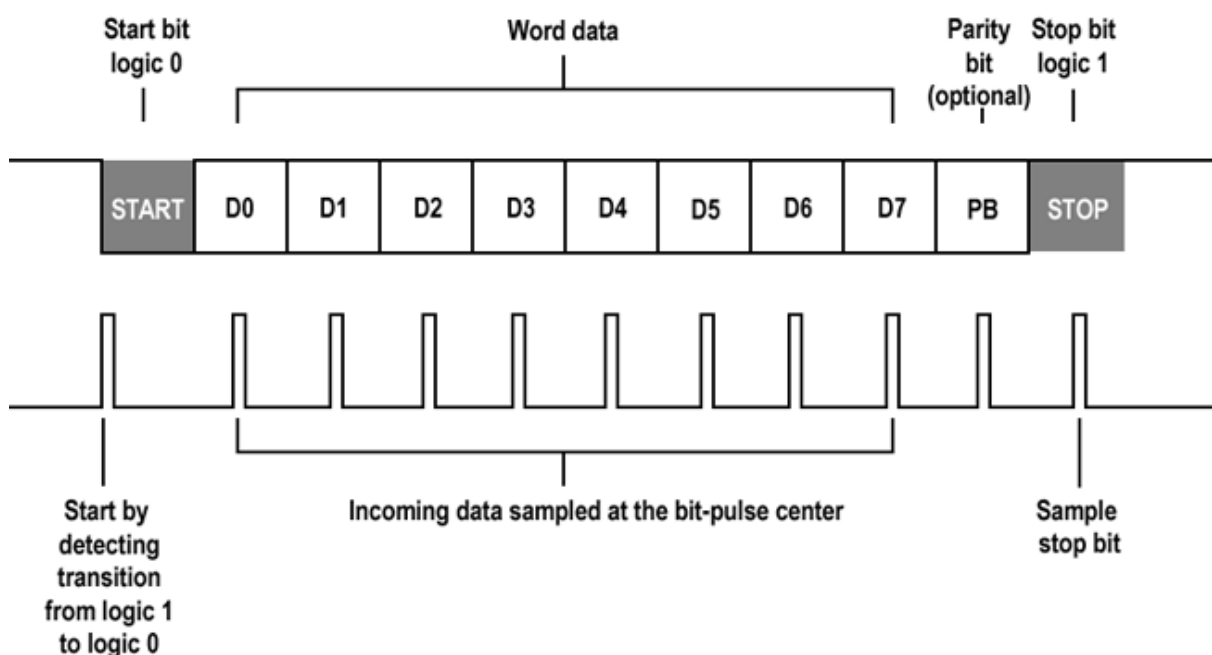 Start bit
logic 0
Word data
Parity
bit
(optional)
Stop bit
logic 1
START D0 D1 D2 D3 D4 D5 D6 D7 PB STOP
Start by
detecting
transition
from logic 1
to logic 0
Incoming data sampled at the bit-pulse center
Sample
stop bit